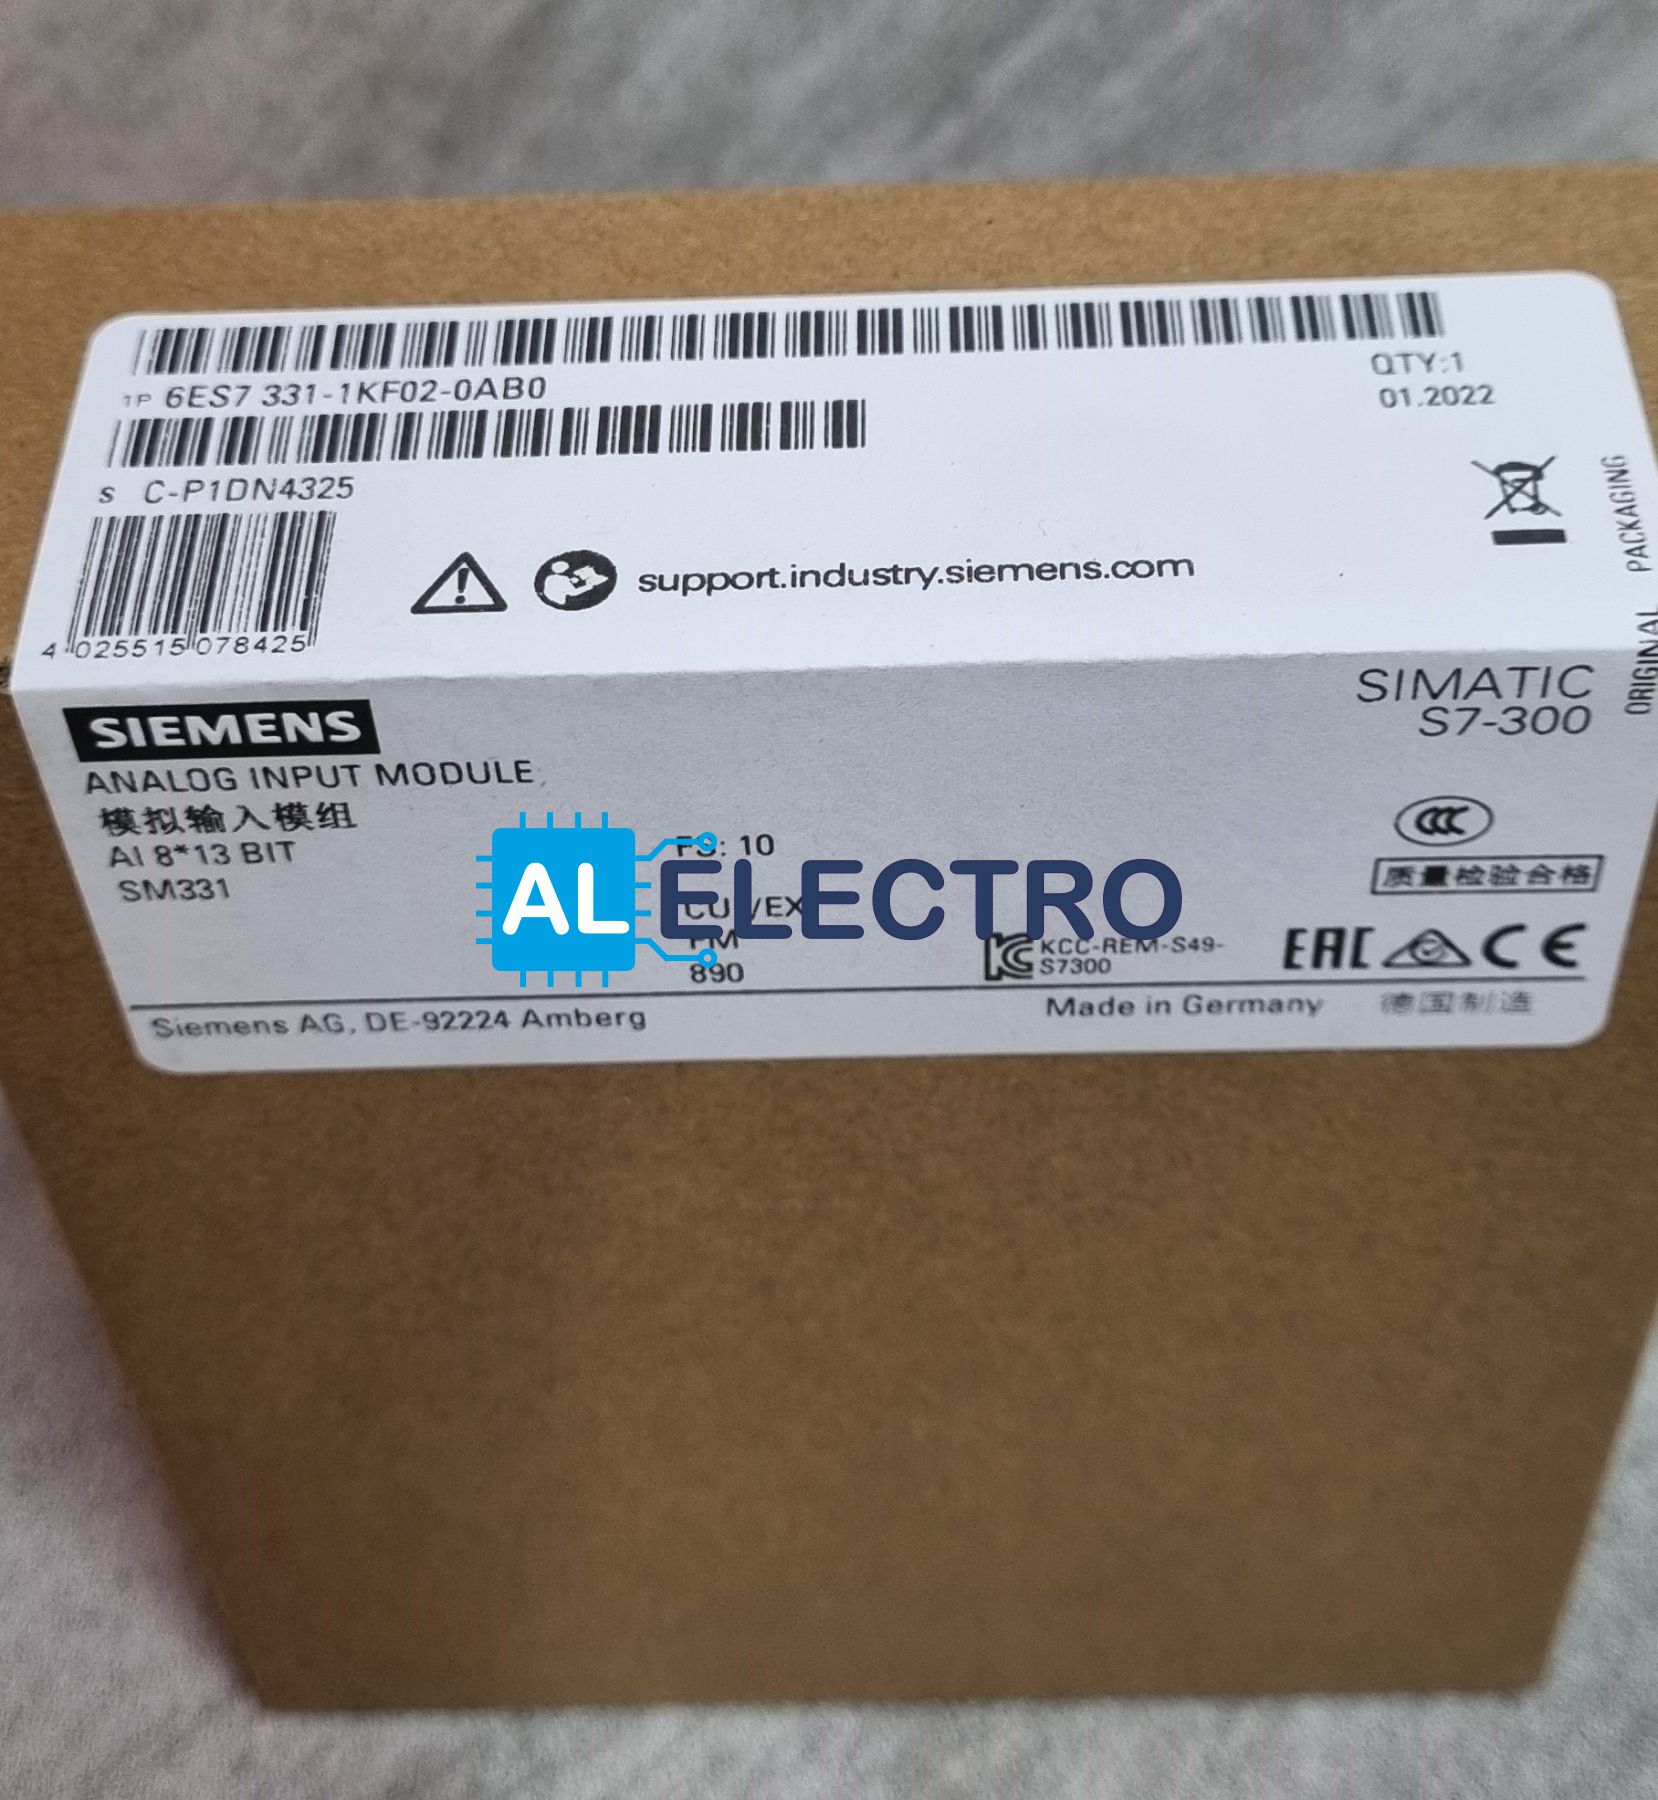 1P 6ES7 331-1KF02-0AB0
QTY:1
01.2022
S C-P1DN4325
support.industry.siemens.com
4 025515 078425
ORIGINAL PACKAGING
SIEMENS
SIMATIC
S7-300
ANALOG INPUT MODULE
模拟输入模组
AI 8*13 BIT
SM331
FS: 10
890
AL ELECTRO
CCC
质量检验合格
KC
KCC-REM-S49-
S7300
EAC
CE
Siemens AG, DE-92224 Amberg
Made in Germany 德国制造